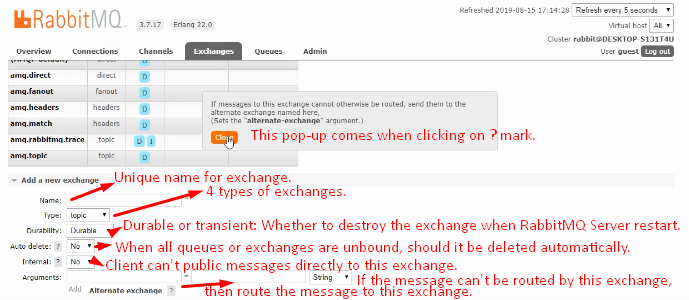 RabbitMQ 3.7.17 Erlang 22.0
Refreshed 2019-08-15 17:14:28 Refresh every 5 seconds
Virtual host All
Cluster rabbit@DESKTOP-S131T4U
User guest Log out
Overview Connections Channels Exchanges Queues Admin
(AMQP default) direct D
amq.direct direct D
amq.fanout fanout D
amq.headers headers D
amq.match headers D
amq.rabbitmq.trace topic D I
amq.topic topic D
If messages to this exchange cannot otherwise be routed, send them to the
alternate exchange named here.
(Sets the "alternate-exchange" argument.)
Close
This pop-up comes when clicking on ? mark.
Add a new exchange
Unique name for exchange.
Name:
4 types of exchanges.
Type: topic
Durability: Durable
Durable or transient: Whether to destroy the exchange when RabbitMQ Server restart.
Auto delete: ? No
When all queues or exchanges are unbound, should it be deleted automatically.
Internal: ? No
Client can't public messages directly to this exchange.
Arguments: = String
If the message can't be routed by this exchange,
Add Alternate exchange ?
then route the message to this exchange.